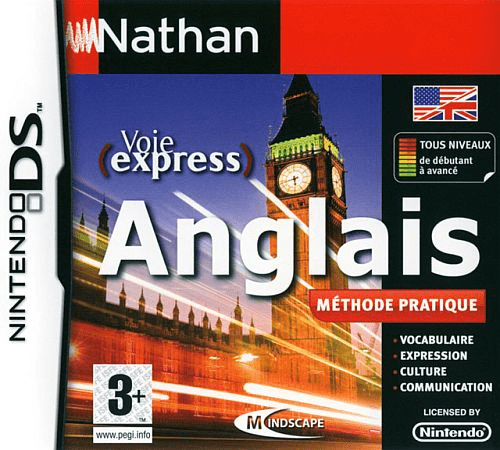 Nathan
NINTENDO DS™
Voie
(express)
Anglais
TOUS NIVEAUX
de débutant
à avancé
MÉTHODE PRATIQUE
• VOCABULAIRE
• EXPRESSION
• CULTURE
• COMMUNICATION
3+
www.pegi.info
MINDSCAPE
LICENSED BY
Nintendo